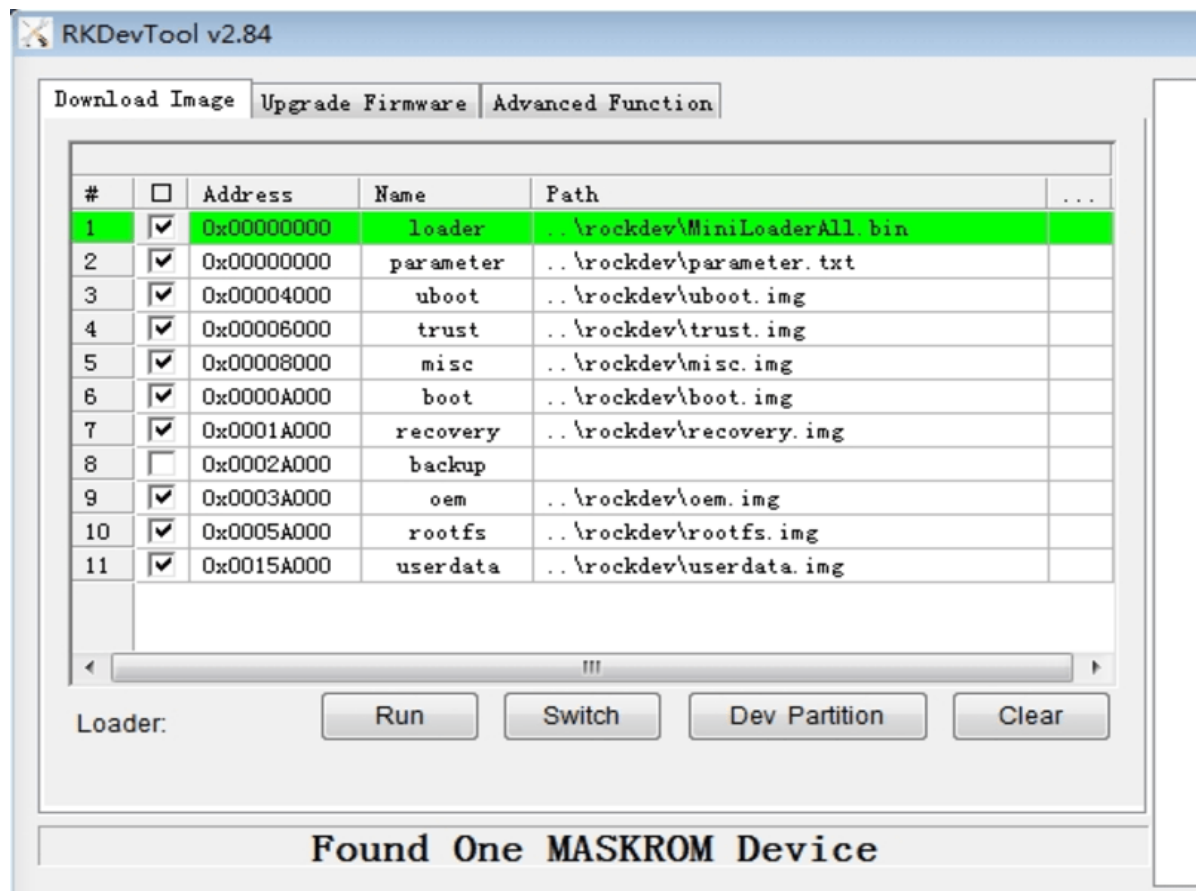 RKDevTool v2.84
Download Image Upgrade Firmware Advanced Function
# Address Name Path ...
1 0x00000000 loader ..\rockdev\MiniLoaderAll.bin
2 0x00000000 parameter ..\rockdev\parameter.txt
3 0x00004000 uboot ..\rockdev\uboot.img
4 0x00006000 trust ..\rockdev\trust.img
5 0x00008000 misc ..\rockdev\misc.img
6 0x0000A000 boot ..\rockdev\boot.img
7 0x0001A000 recovery ..\rockdev\recovery.img
8 0x0002A000 backup
9 0x0003A000 oem ..\rockdev\oem.img
10 0x0005A000 rootfs ..\rockdev\rootfs.img
11 0x0015A000 userdata ..\rockdev\userdata.img
Loader: Run Switch Dev Partition Clear
Found One MASKROM Device